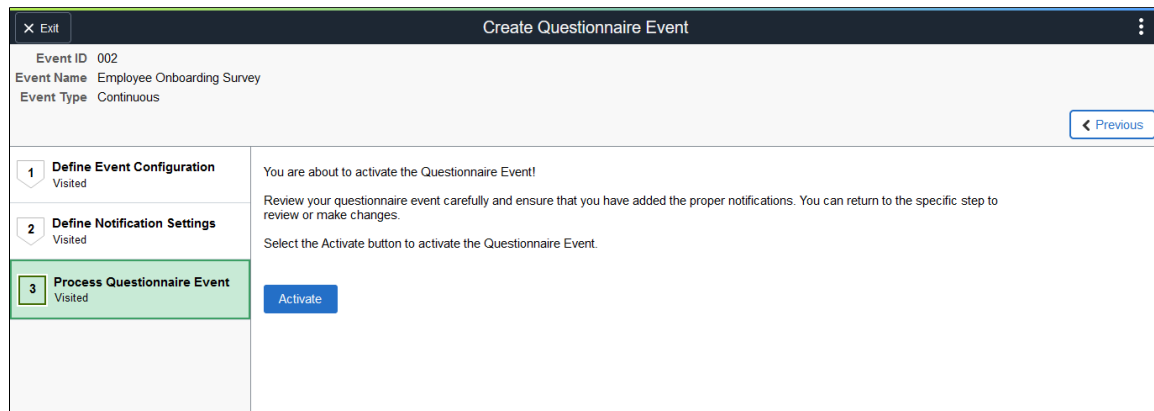 Exit
Create Questionnaire Event
Event ID 002
Event Name Employee Onboarding Survey
Event Type Continuous
Previous
1 Define Event Configuration
Visited
2 Define Notification Settings
Visited
3 Process Questionnaire Event
Visited
You are about to activate the Questionnaire Event!
Review your questionnaire event carefully and ensure that you have added the proper notifications. You can return to the specific step to
review or make changes.
Select the Activate button to activate the Questionnaire Event.
Activate